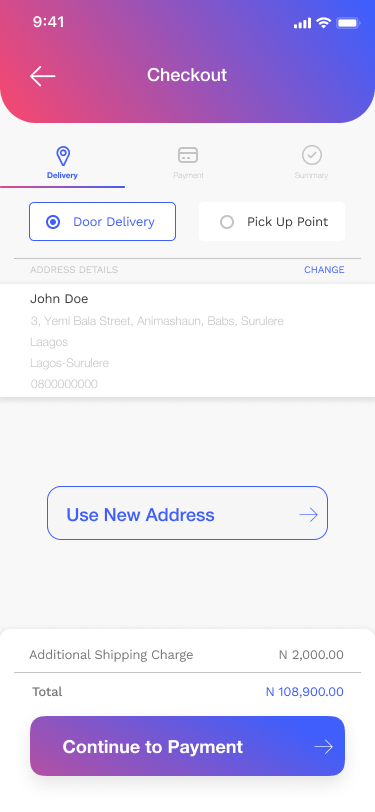 9:41
Checkout
Delivery
Payment
Summary
Door Delivery
Pick Up Point
ADDRESS DETAILS
CHANGE
John Doe
3, Yemi Bala Street, Animashaun, Babs, Surulere
Laagos
Lagos-Surulere
0800000000
Use New Address
Additional Shipping Charge
N 2,000.00
Total
N 108,900.00
Continue to Payment